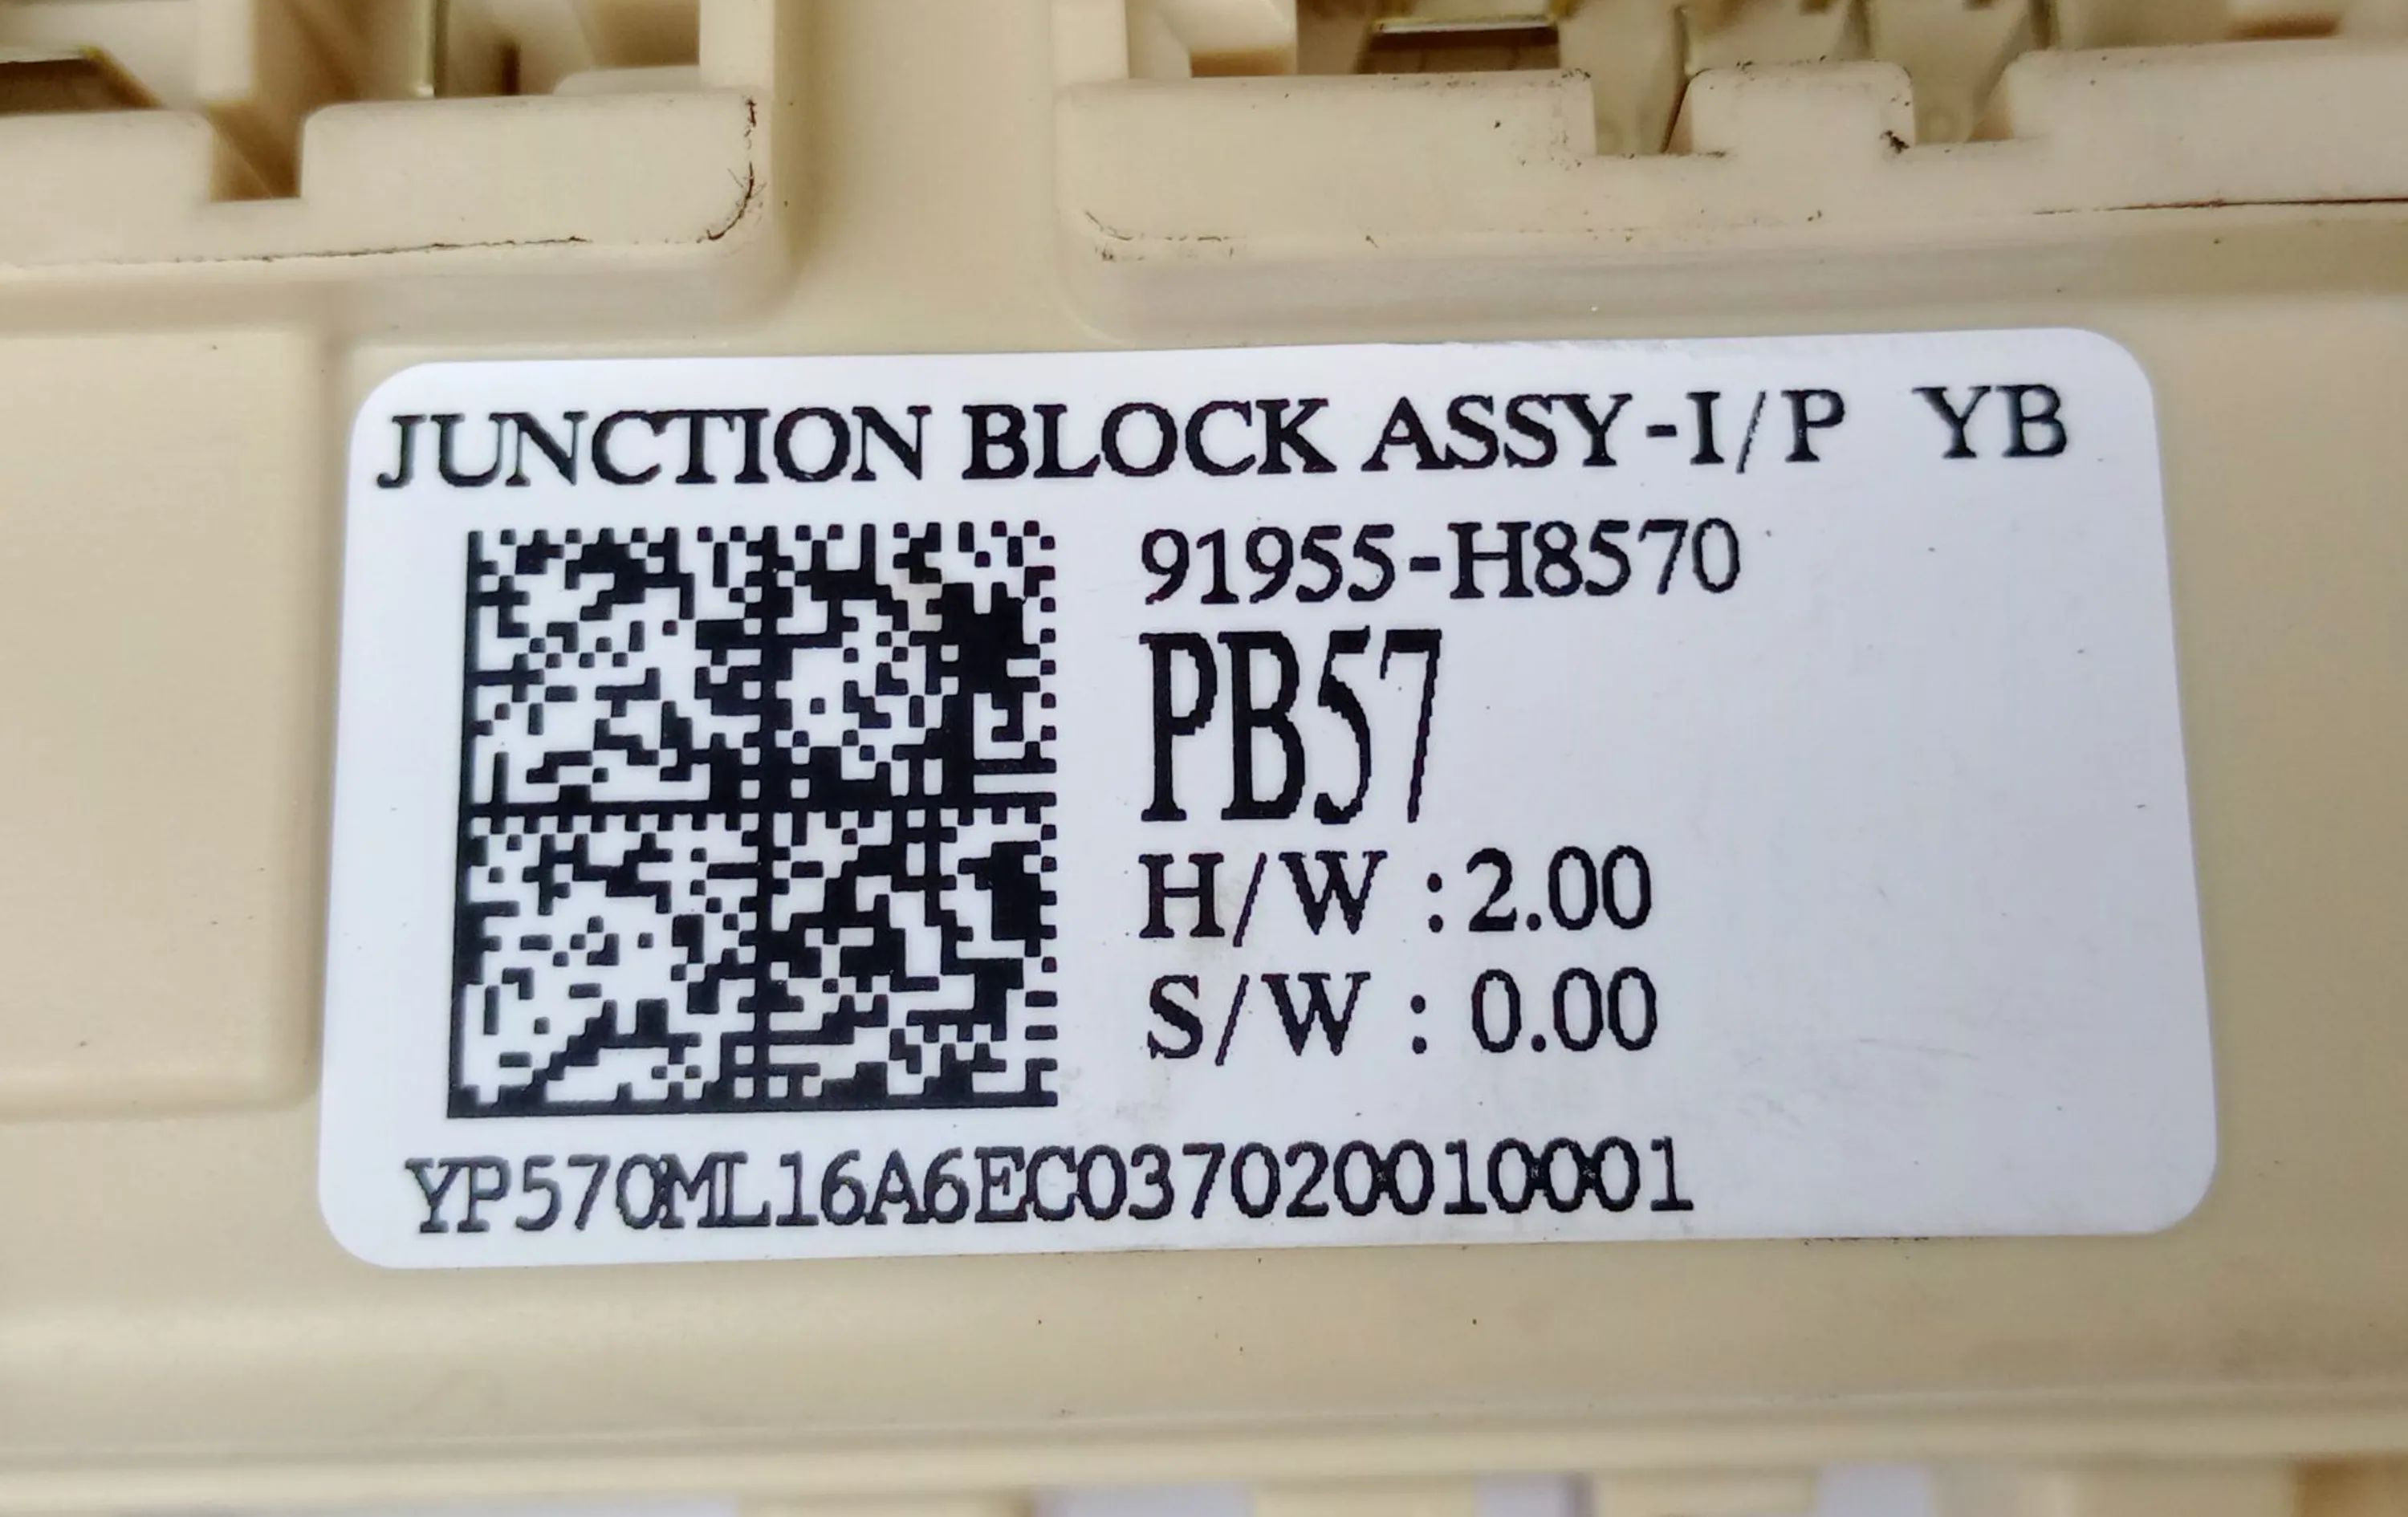 JUNCTION BLOCK ASSY-I/P YB
91955-H8570
PB57
H/W :2.00
S/W : 0.00
YP570ML16A6EC037020010001